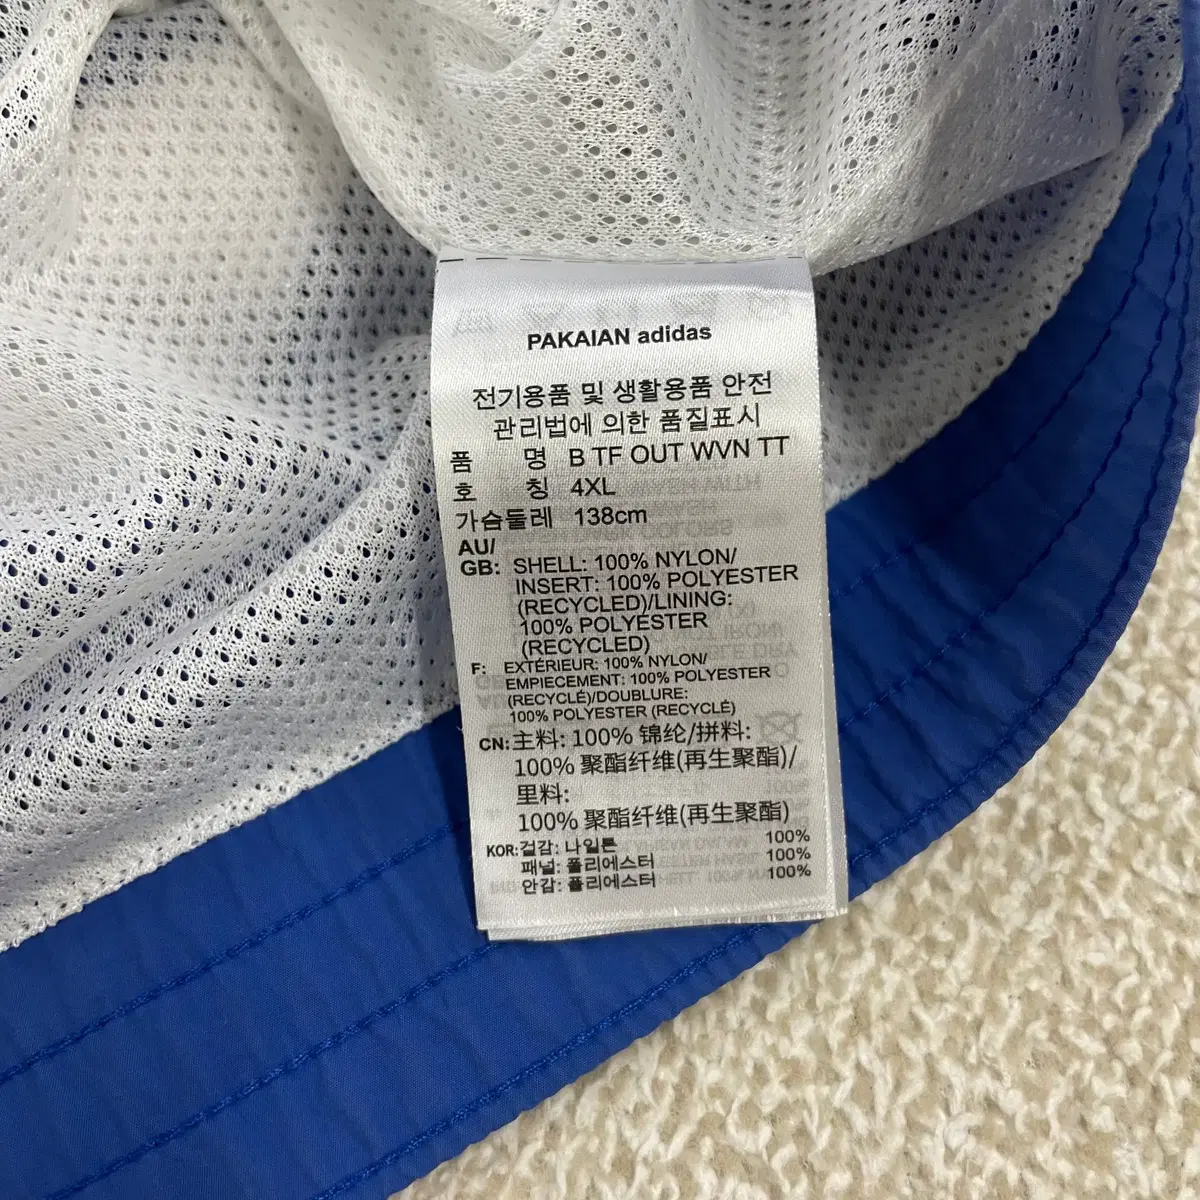 PAKAIAN adidas
전기용품 및 생활용품 안전
관리법에 의한 품질표시
품 명 B TF OUT WVN TT
호 칭 4XL
가슴둘레 138cm
AU/
GB: SHELL: 100% NYLON/
INSERT: 100% POLYESTER
(RECYCLED)/LINING:
100% POLYESTER
(RECYCLED)
F: EXTÉRIEUR: 100% NYLON/
EMPIECEMENT: 100% POLYESTER
(RECYCLÉ)/DOUBLURE:
100% POLYESTER (RECYCLÉ)
CN: 主料: 100% 锦纶/拼料:
100% 聚酯纤维(再生聚酯)/
里料:
100% 聚酯纤维(再生聚酯)
KOR: 겉감: 나일론 100%
패널: 폴리에스터 100%
안감: 폴리에스터 100%